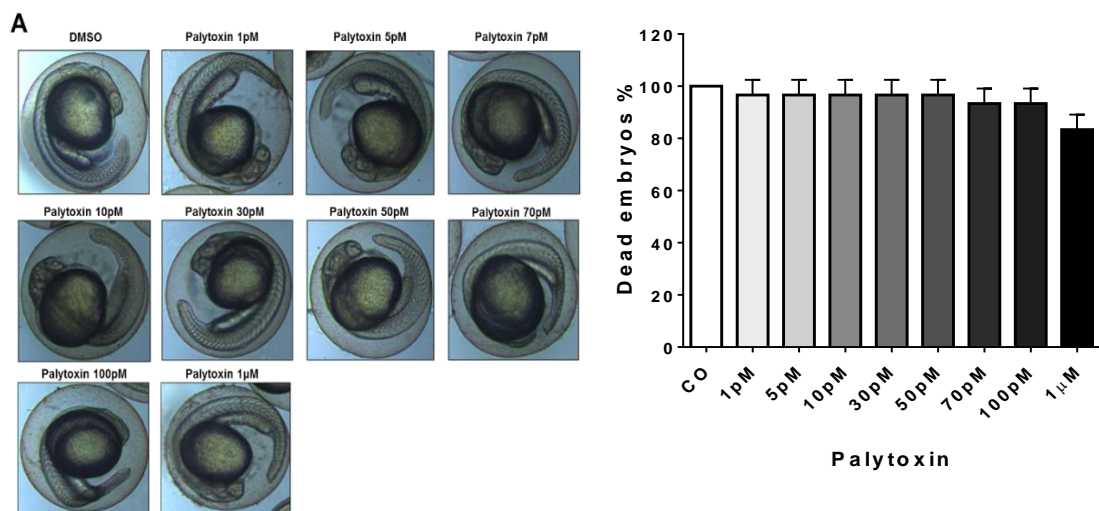 A
DMSO
Palytoxin 1pM
Palytoxin 5pM
Palytoxin 7pM
Palytoxin 10pM
Palytoxin 30pM
Palytoxin 50pM
Palytoxin 70pM
Palytoxin 100pM
Palytoxin 1µM
Dead embryos %
120
100
80
60
40
20
0
CO
1pM
5pM
10pM
30pM
50pM
70pM
100pM
1µM
Palytoxin